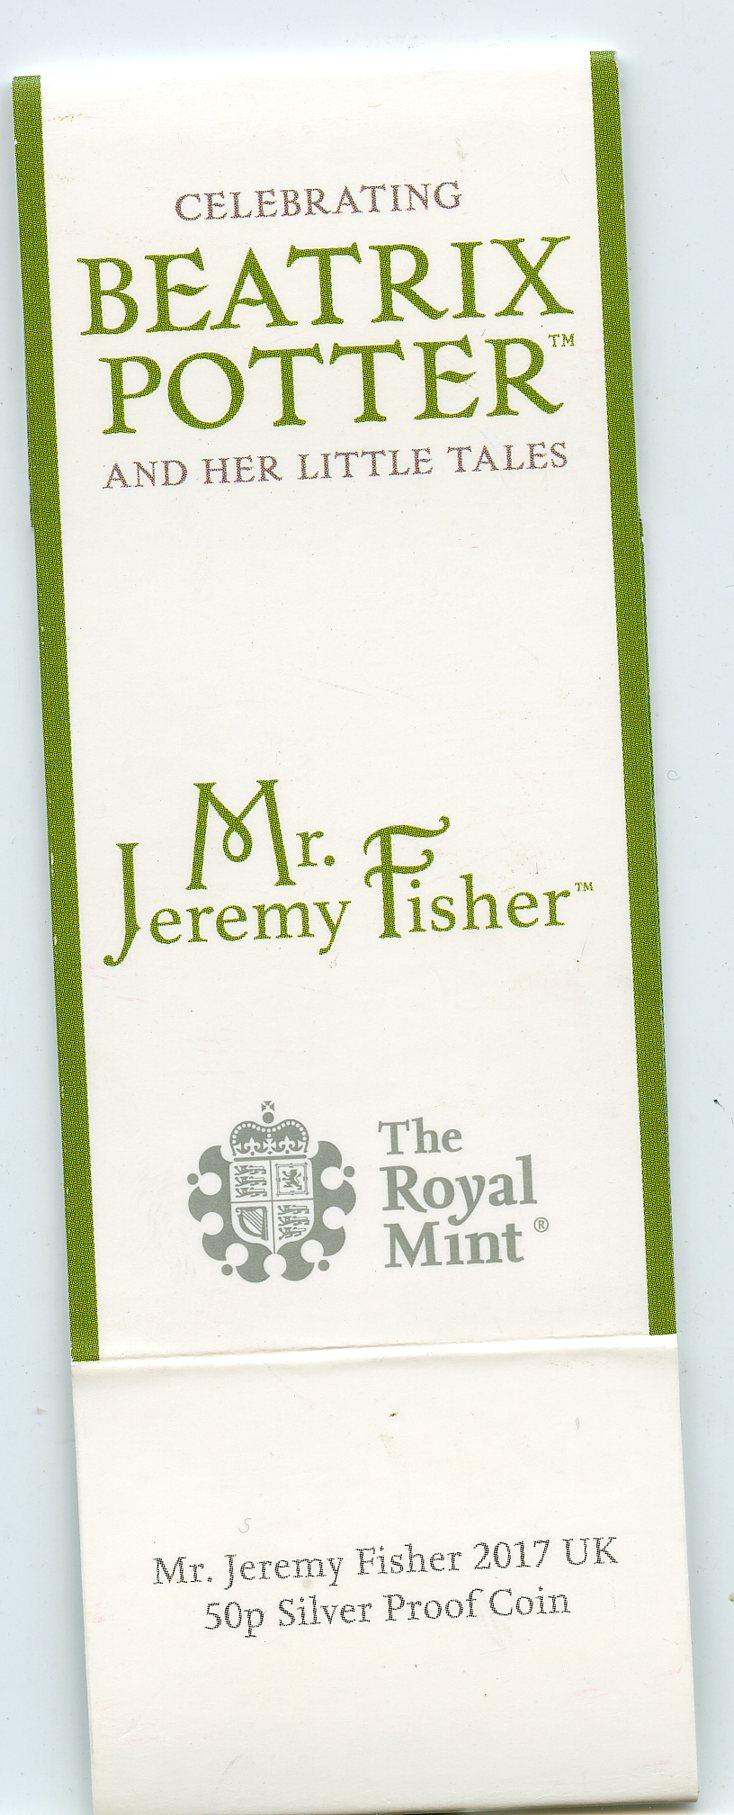 CELEBRATING
BEATRIX
POTTER™
AND HER LITTLE TALES
Mr.
Jeremy Fisher™
The
Royal
Mint®
Mr. Jeremy Fisher 2017 UK
50p Silver Proof Coin